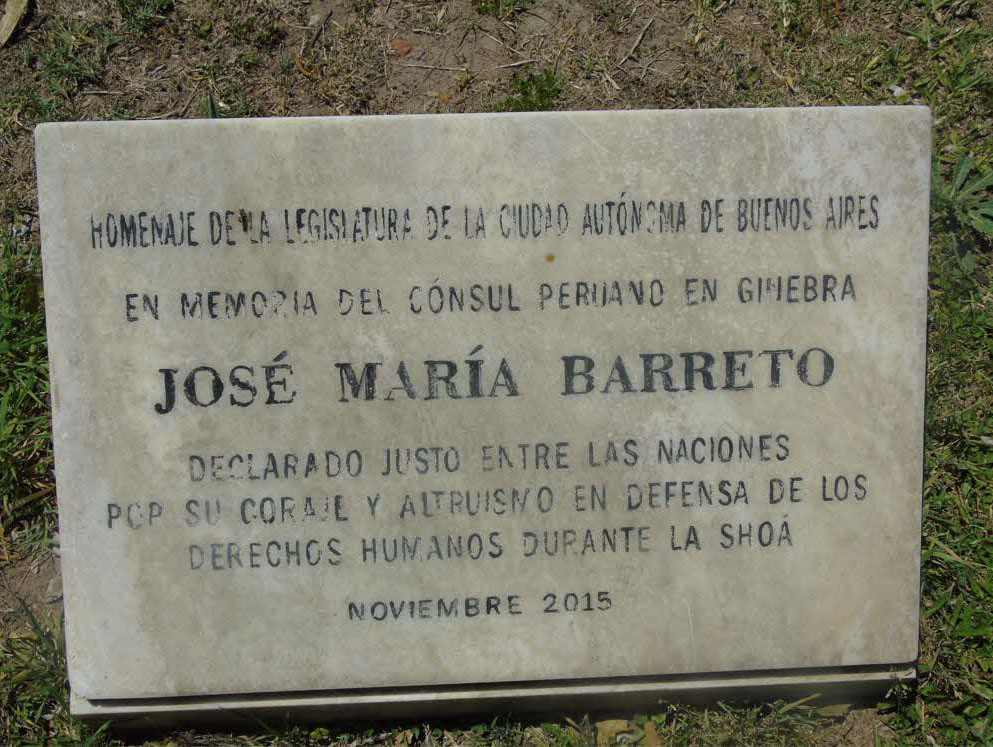 HOMENAJE DE LA LEGISLATURA DE LA CIUDAD AUTÓNOMA DE BUENOS AIRES
EN MEMORIA DEL CÓNSUL PERUANO EN GINEBRA
JOSÉ MARÍA BARRETO
DECLARADO JUSTO ENTRE LAS NACIONES
POR SU CORAJE Y ALTRUISMO EN DEFENSA DE LOS
DERECHOS HUMANOS DURANTE LA SHOÁ
NOVIEMBRE 2015